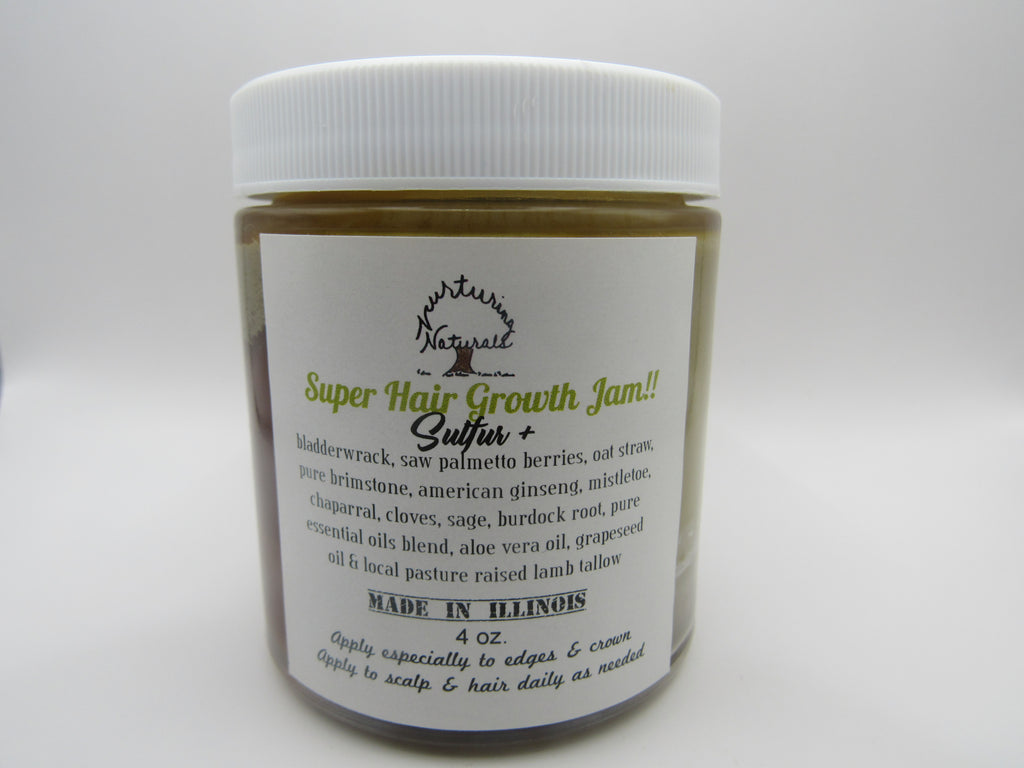 Nurturing
Naturals
Super Hair Growth Jam!!
Sulfur +
bladderwrack, saw palmetto berries, oat straw,
pure brimstone, american ginseng, mistletoe,
chaparral, cloves, sage, burdock root, pure
essential oils blend, aloe vera oil, grapeseed
oil & local pasture raised lamb tallow
MADE IN ILLINOIS
4 oz.
Apply especially to edges & crown
Apply to scalp & hair daily as needed